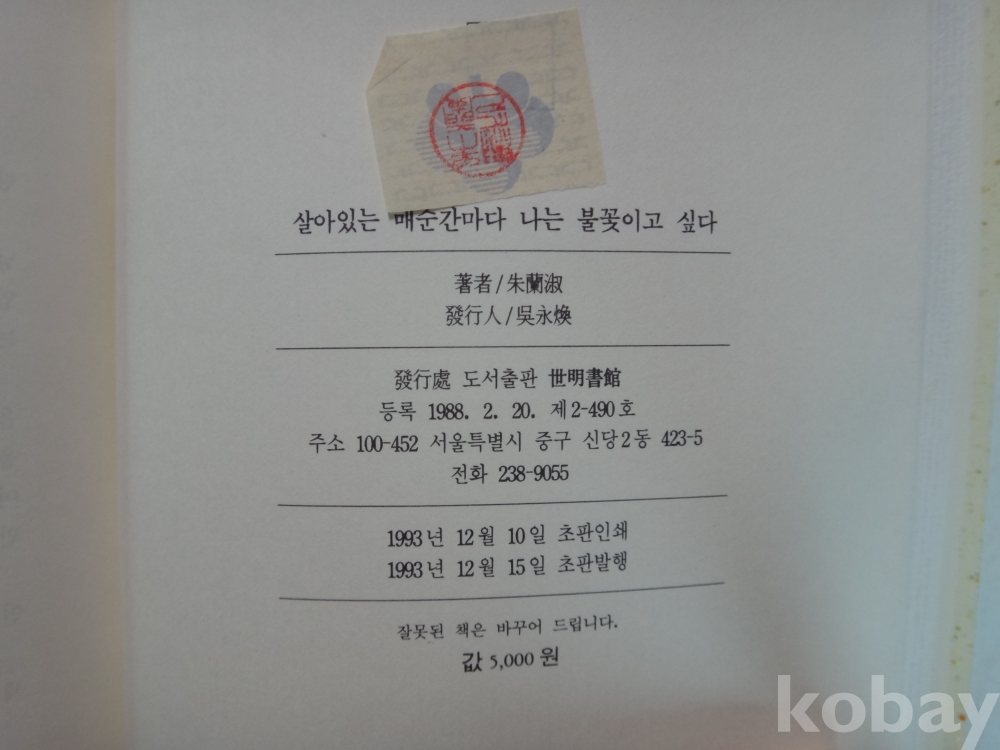 살아있는 매순간마다 나는 불꽃이고 싶다
著者/朱蘭淑
發行人/吳永煥
發行處 도서출판 世明書館
등록 1988. 2. 20. 제2-490호
주소 100-452 서울특별시 중구 신당2동 423-5
전화 238-9055
1993년 12월 10일 초판인쇄
1993년 12월 15일 초판발행
잘못된 책은 바꾸어 드립니다.
값 5,000원
kobay